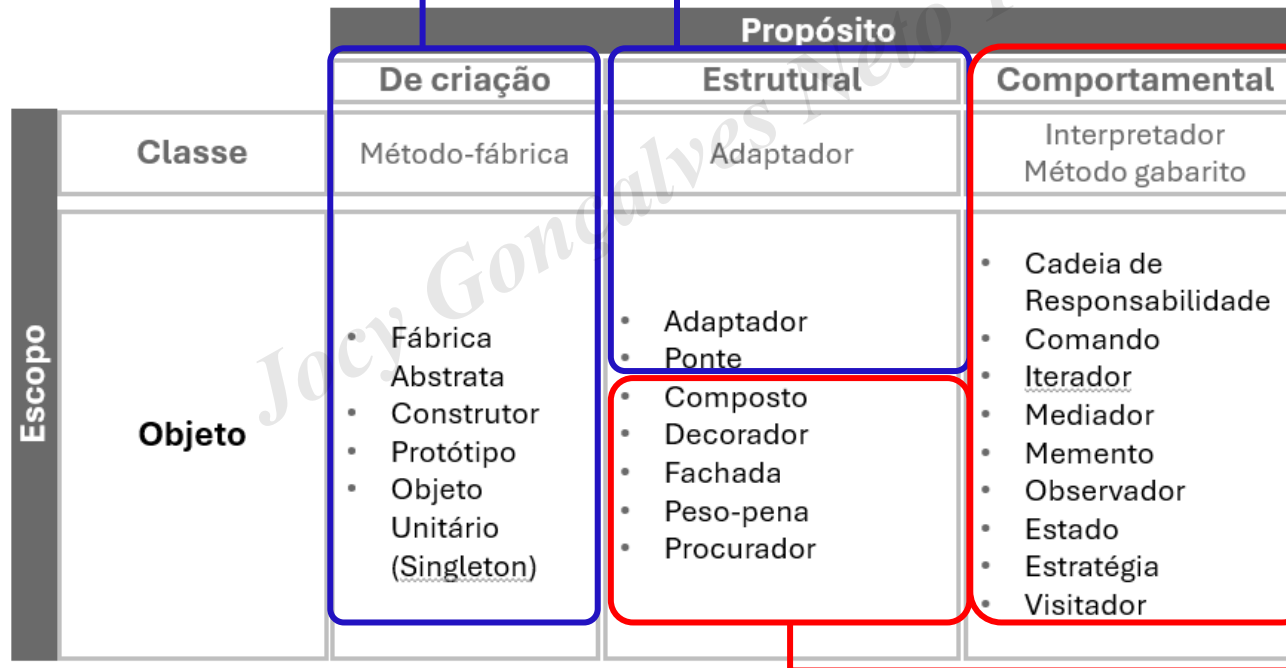 Propósito
De criação
Estrutural
Comportamental
Escopo
Classe
Método-fábrica
Adaptador
Interpretador
Método gabarito
Objeto
• Fábrica
Abstrata
• Construtor
• Protótipo
• Objeto
Unitário
(Singleton)
• Adaptador
• Ponte
• Composto
• Decorador
• Fachada
• Peso-pena
• Procurador
• Cadeia de
Responsabilidade
• Comando
• Iterador
• Mediador
• Memento
• Observador
• Estado
• Estratégia
• Visitador
Jocy Gonçalves Neto